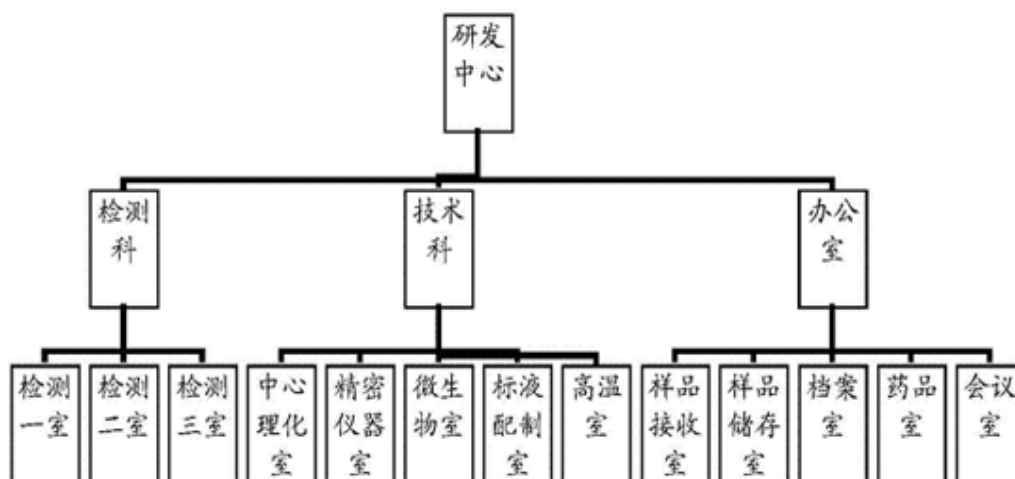 研发
中心
检测
科
技术
科
办公
室
检测
一室
检测
二室
检测
三室
中心
理化
室
精密
仪器
室
微生
物室
标液
配制
室
高温
室
样品
接收
室
样品
储存
室
档案
室
药品
室
会议
室